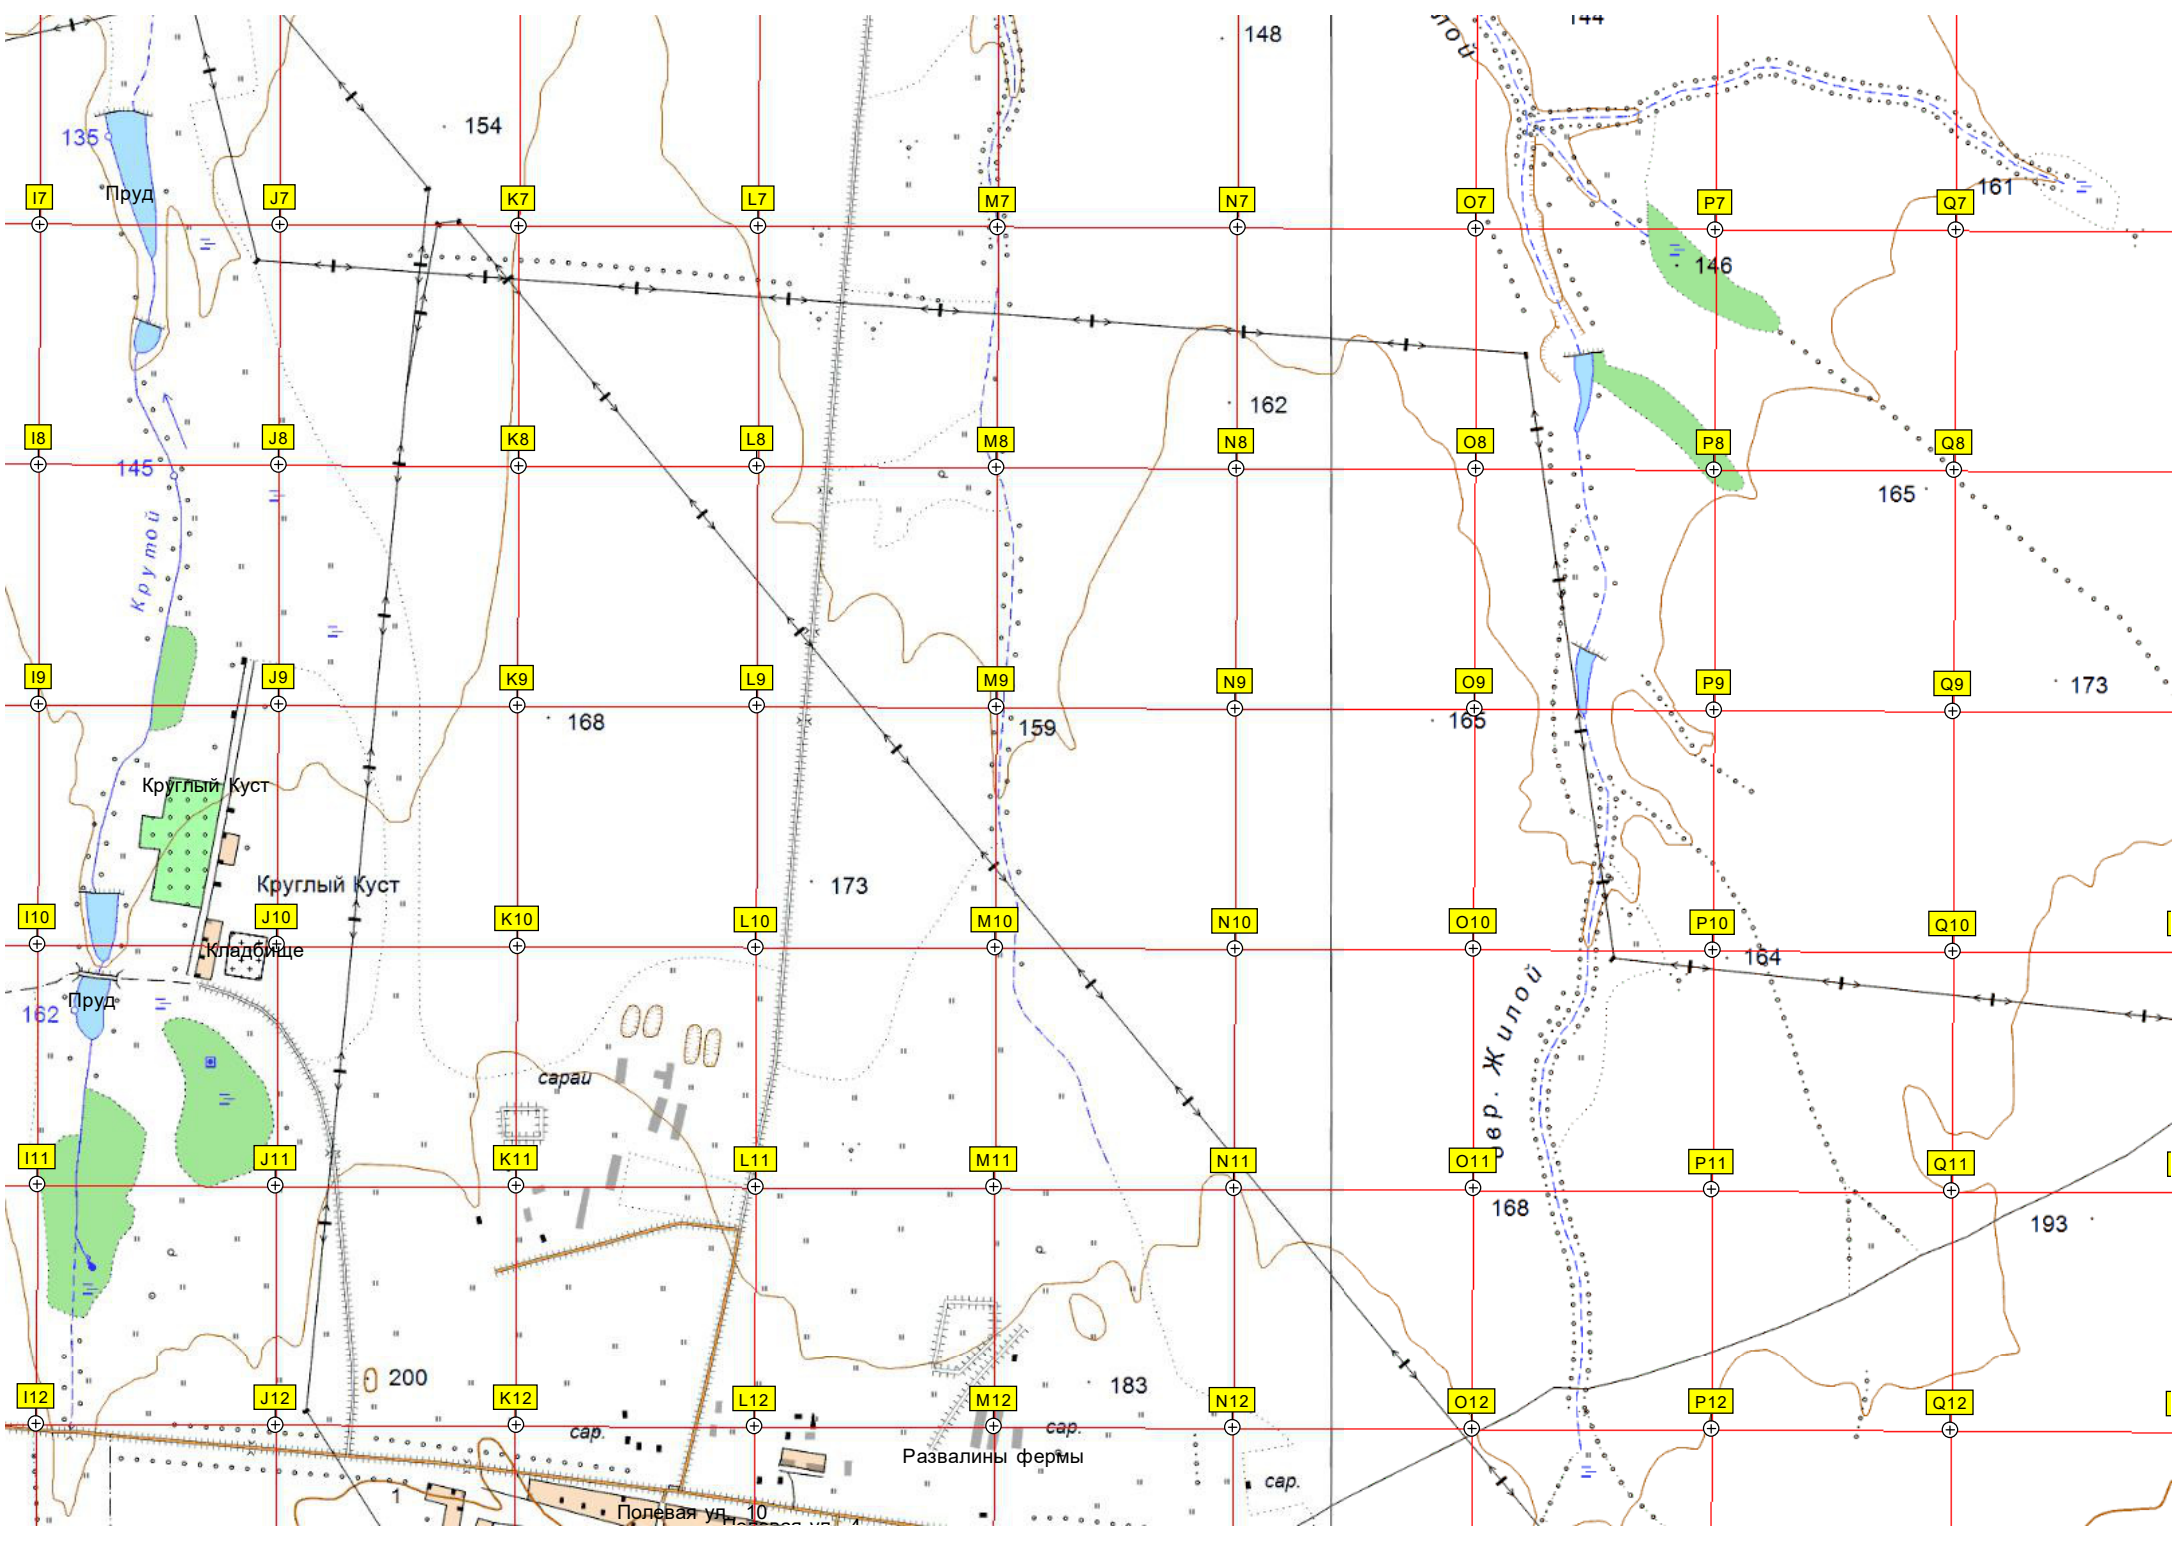 144
148
154
135
Пруд
161
I7 J7 K7 L7 M7 N7 O7 P7 Q7
146
162
I8 J8 K8 L8 M8 N8 O8 P8 Q8
145
165
Крутой
I9 J9 K9 L9 M9 N9 O9 P9 Q9
173
168
159
165
Круглый Куст
Круглый Куст
173
I10 J10 K10 L10 M10 N10 O10 P10 Q10
Кладбище
164
Пруд
162
овр. Жилой
сараи
I11 J11 K11 L11 M11 N11 O11 P11 Q11
168
193
200
183
I12 J12 K12 L12 M12 N12 O12 P12 Q12
сар.
сар.
Развалины фермы
сар.
1
Полевая ул., 10